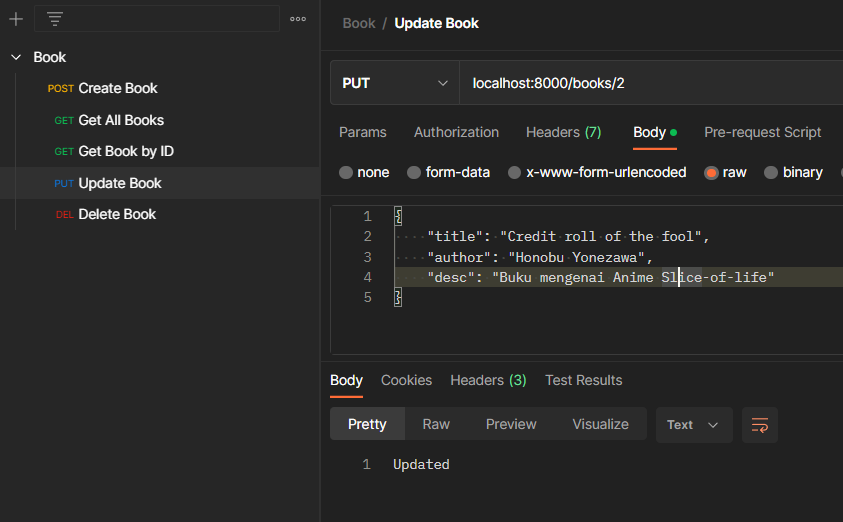 Book
POST Create Book
GET Get All Books
GET Get Book by ID
PUT Update Book
DEL Delete Book
Book / Update Book
PUT localhost:8000/books/2
Params Authorization Headers (7) Body Pre-request Script
none form-data x-www-form-urlencoded raw binary
1 {
2 "title": "Credit roll of the fool",
3 "author": "Honobu Yonezawa",
4 "desc": "Buku mengenai Anime Slice-of-life"
5 }
Body Cookies Headers (3) Test Results
Pretty Raw Preview Visualize Text
1 Updated